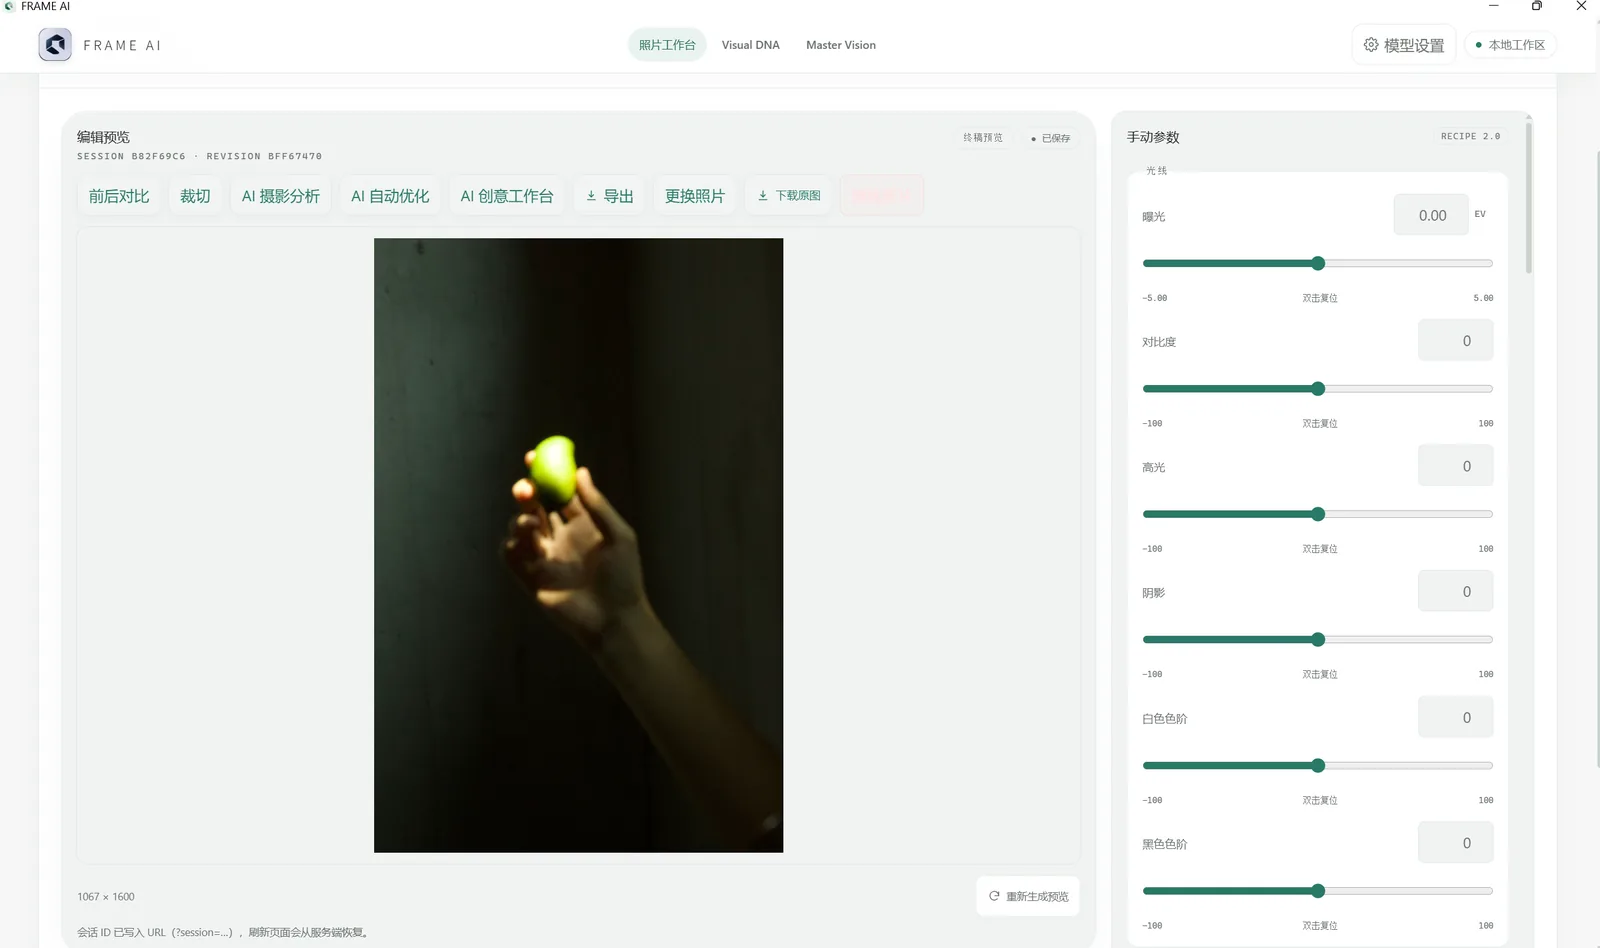 FRAME AI
FRAME AI
照片工作台
Visual DNA
Master Vision
模型设置
本地工作区
编辑预览
SESSION B82F69C6 · REVISION BFF67470
终稿预览
已保存
前后对比
裁切
AI 摄影分析
AI 自动优化
AI 创意工作台
导出
更换照片
下载原图
1067 × 1600
重新生成预览
会话 ID 已写入 URL（?session=...），刷新页面会从服务端恢复。
手动参数
RECIPE 2.0
光线
曝光
0.00
EV
-5.00
双击复位
5.00
对比度
0
-100
双击复位
100
高光
0
-100
双击复位
100
阴影
0
-100
双击复位
100
白色色阶
0
-100
双击复位
100
黑色色阶
0
-100
双击复位
100